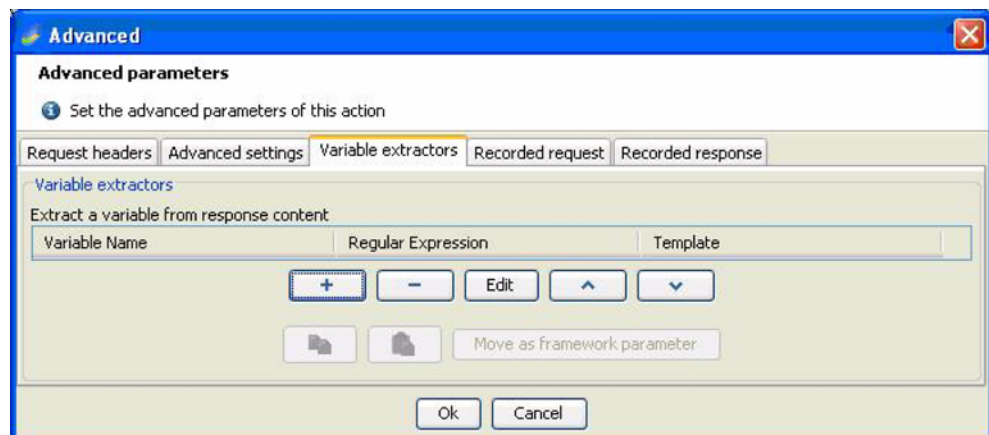 Advanced
Advanced parameters
Set the advanced parameters of this action
Request headers Advanced settings Variable extractors Recorded request Recorded response
Variable extractors
Extract a variable from response content
Variable Name Regular Expression Template
+ − Edit
Move as framework parameter
Ok Cancel